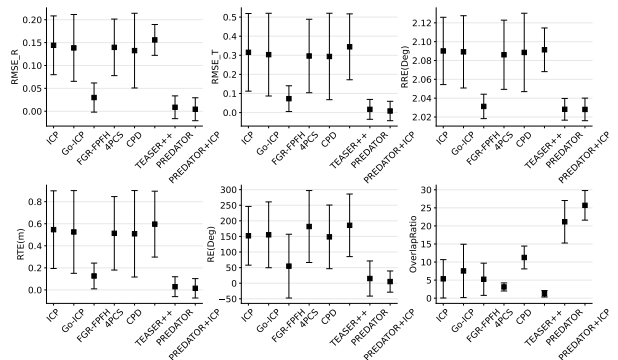 RMSE_R
0.20
0.15
0.10
0.05
0.00
ICP
Go-ICP
FGR-FPFH
4PCS
CPD
TEASER++
PREDATOR
PREDATOR+ICP
RMSE_T
0.5
0.4
0.3
0.2
0.1
0.0
ICP
Go-ICP
FGR-FPFH
4PCS
CPD
TEASER++
PREDATOR
PREDATOR+ICP
RRE(Deg)
2.12
2.10
2.08
2.06
2.04
2.02
ICP
Go-ICP
FGR-FPFH
4PCS
CPD
TEASER++
PREDATOR
PREDATOR+ICP
RTE(m)
0.8
0.6
0.4
0.2
0.0
ICP
Go-ICP
FGR-FPFH
4PCS
CPD
TEASER++
PREDATOR
PREDATOR+ICP
RE(Deg)
300
250
200
150
100
50
0
−50
ICP
Go-ICP
FGR-FPFH
4PCS
CPD
TEASER++
PREDATOR
PREDATOR+ICP
OverlapRatio
30
25
20
15
10
5
0
ICP
Go-ICP
FGR-FPFH
4PCS
CPD
TEASER++
PREDATOR
PREDATOR+ICP